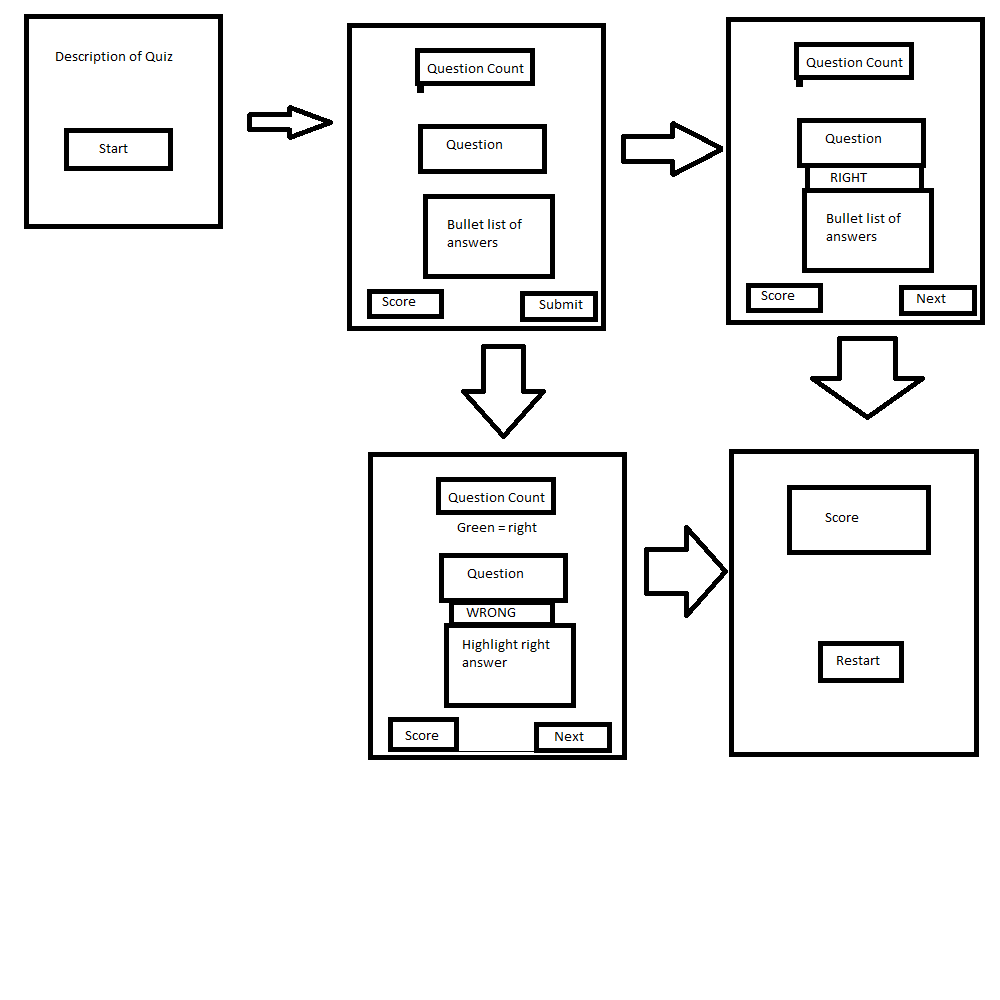 Description of Quiz
Start
Question Count
Question
Bullet list of
answers
Score
Submit
Question Count
Question
RIGHT
Bullet list of
answers
Score
Next
Question Count
Green = right
Question
WRONG
Highlight right
answer
Score
Next
Score
Restart